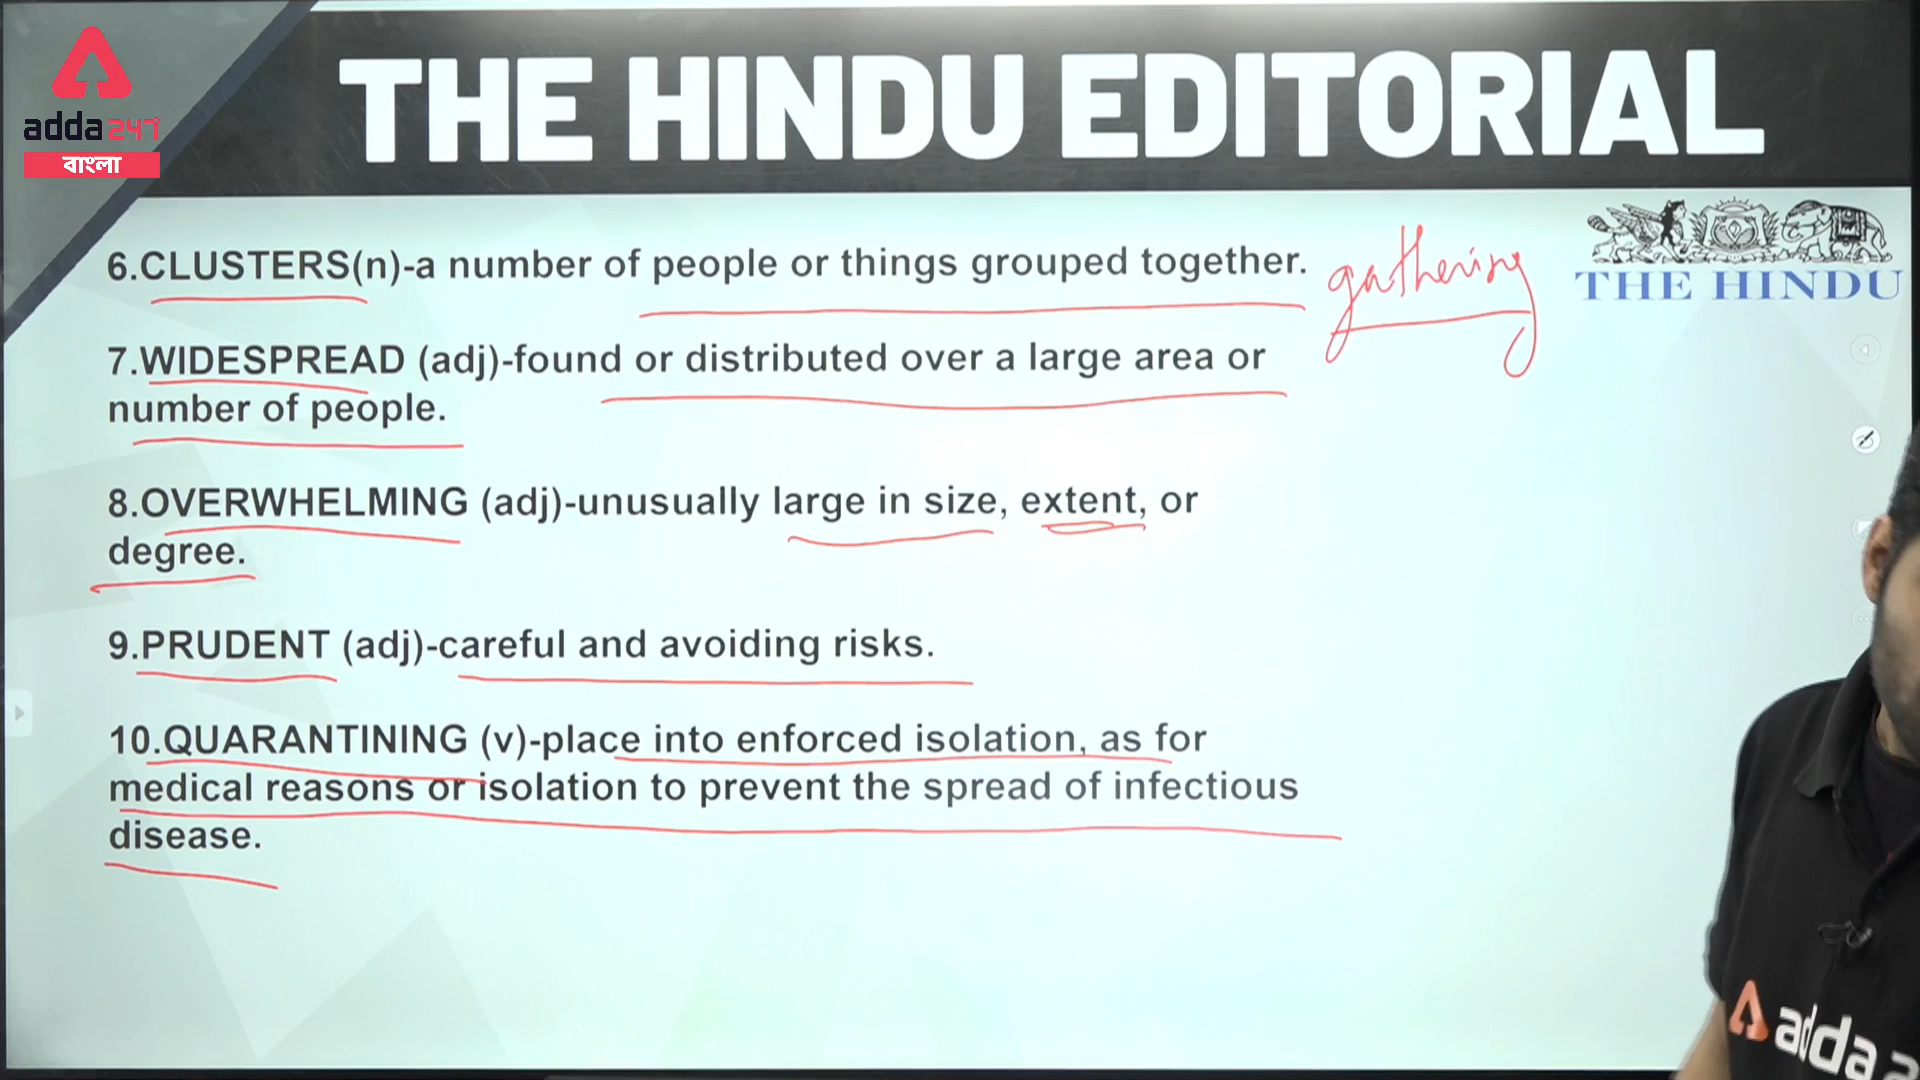 adda247
বাংলা
THE HINDU EDITORIAL
THE HINDU
6.CLUSTERS(n)-a number of people or things grouped together. gathering
7.WIDESPREAD (adj)-found or distributed over a large area or
number of people.
8.OVERWHELMING (adj)-unusually large in size, extent, or
degree.
9.PRUDENT (adj)-careful and avoiding risks.
10.QUARANTINING (v)-place into enforced isolation, as for
medical reasons or isolation to prevent the spread of infectious
disease.
adda 2